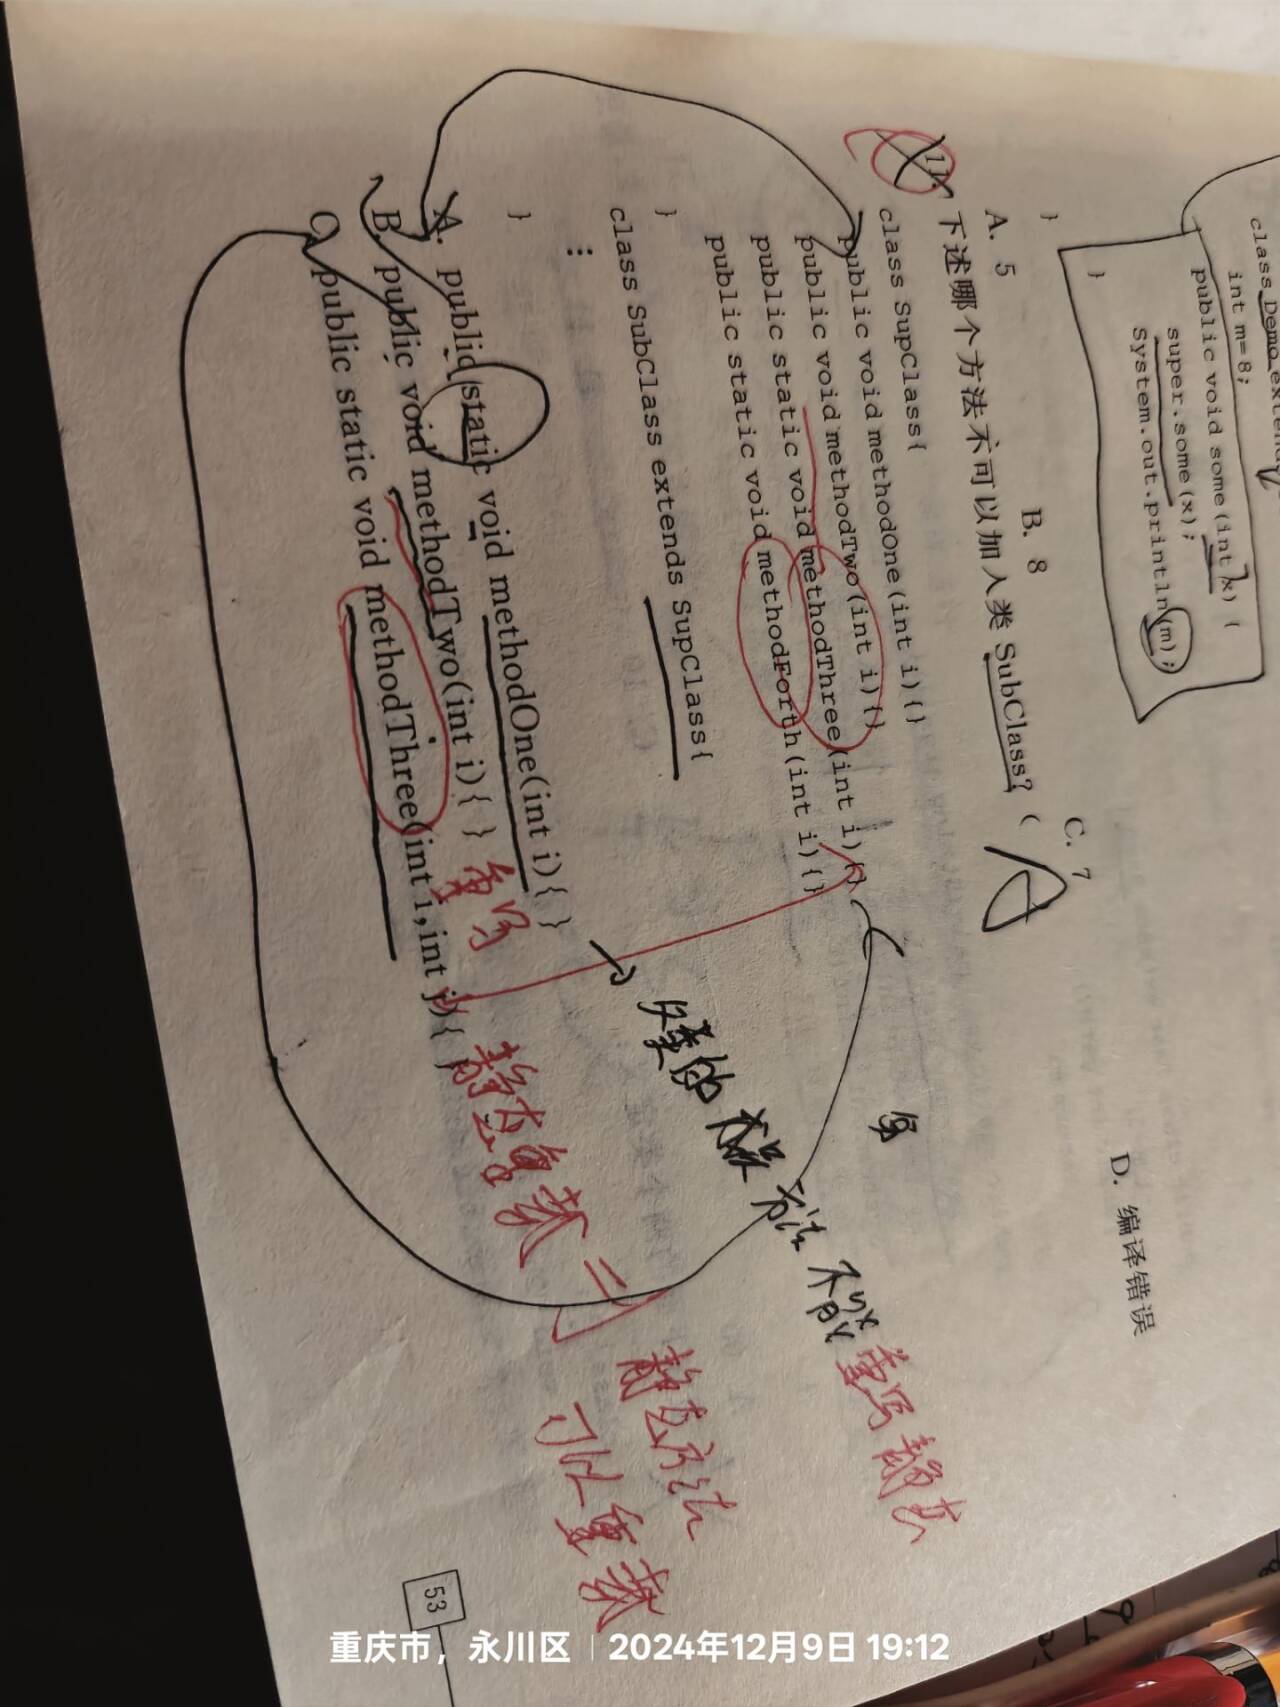 class Demo exten
int m=8;
public void some(int x) {
super.some(x);
System.out.println(m);
}
}
A. 5 B. 8 C. 7 D. 编译错误
11. 下述哪个方法不可以加入类 SubClass? ( A
class SupClass{
public void methodOne(int i){}
public void methodTwo(int i){}
public static void methodThree(int i){}
public static void methodForth(int i){}
}
class SubClass extends SupClass{
⋮
}
A. public static void methodOne(int i){ }
B. public void methodTwo(int i){ } 重写
C. public static void methodThree(int i,int j){ }
静态重载
父类的
方法不能
重写静态
写
静态方法
可以重载
53
重庆市，永川区 | 2024年12月9日 19:12